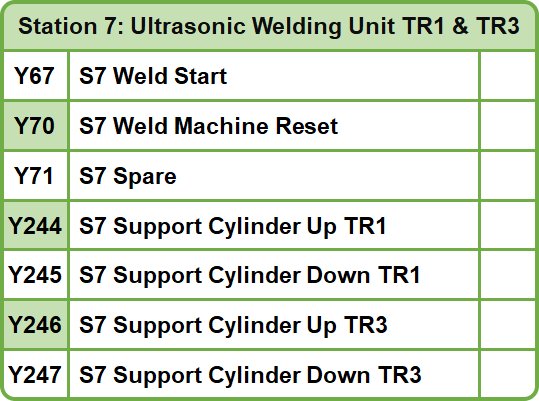 Station 7: Ultrasonic Welding Unit TR1 & TR3
Y67 S7 Weld Start
Y70 S7 Weld Machine Reset
Y71 S7 Spare
Y244 S7 Support Cylinder Up TR1
Y245 S7 Support Cylinder Down TR1
Y246 S7 Support Cylinder Up TR3
Y247 S7 Support Cylinder Down TR3